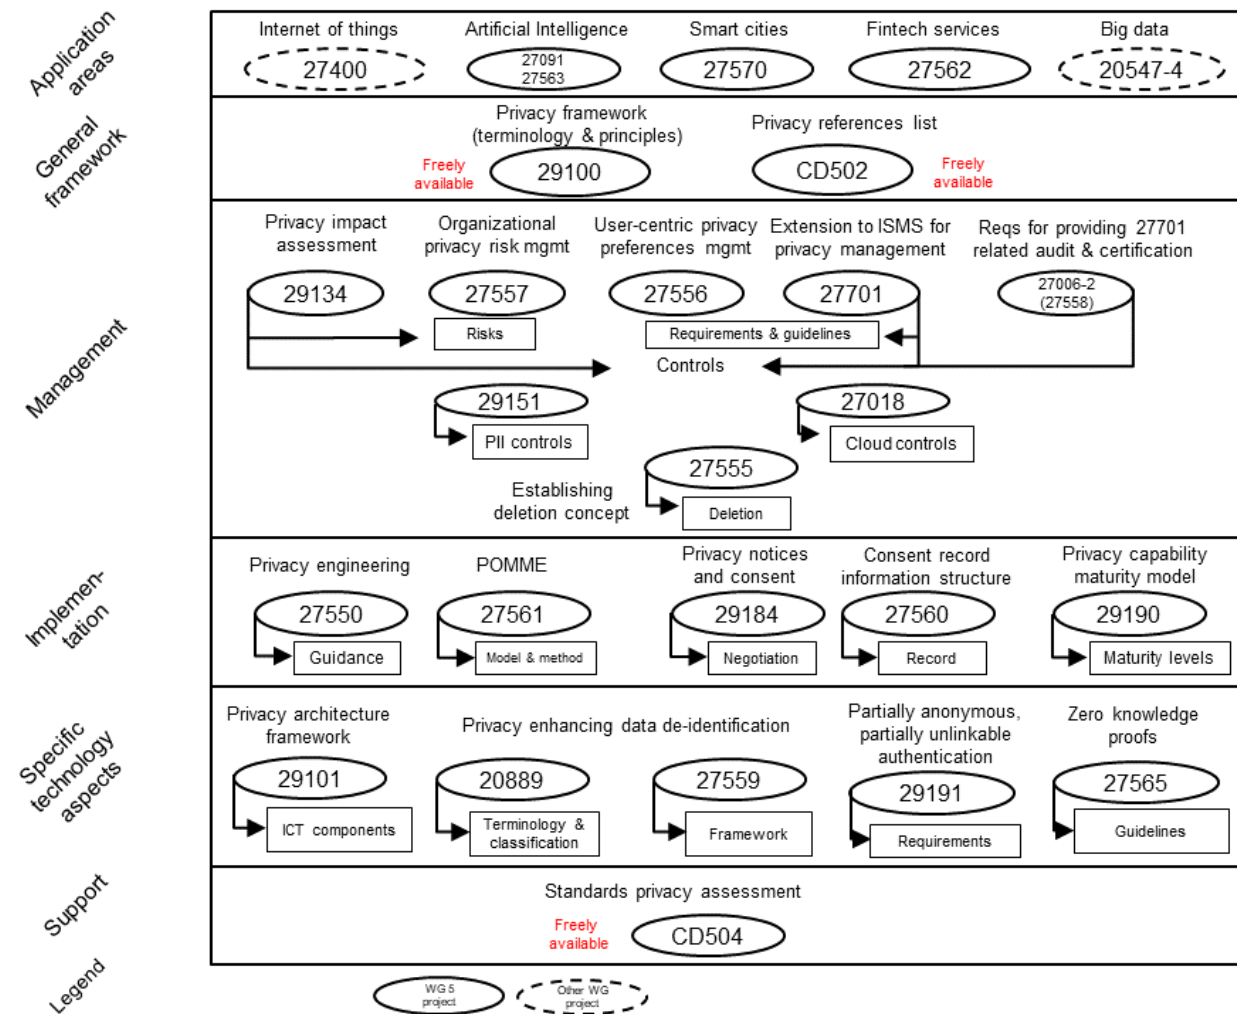 Application
areas
Internet of things
Artificial Intelligence
Smart cities
Fintech services
Big data
27400
27091
27563
27570
27562
20547-4
General
framework
Privacy framework
(terminology & principles)
Privacy references list
Freely
available
29100
CD502
Freely
available
Management
Privacy impact
assessment
Organizational
privacy risk mgmt
User-centric privacy
preferences mgmt
Extension to ISMS for
privacy management
Reqs for providing 27701
related audit & certification
29134
27557
27556
27701
27006-2
(27558)
Risks
Requirements & guidelines
Controls
29151
27018
PII controls
Cloud controls
27555
Establishing
deletion concept
Deletion
Implemen-
tation
Privacy engineering
POMME
Privacy notices
and consent
Consent record
information structure
Privacy capability
maturity model
27550
27561
29184
27560
29190
Guidance
Model & method
Negotiation
Record
Maturity levels
Specific
technology
aspects
Privacy architecture
framework
Privacy enhancing data de-identification
Partially anonymous,
partially unlinkable
authentication
Zero knowledge
proofs
29101
20889
27559
29191
27565
ICT components
Terminology &
classification
Framework
Requirements
Guidelines
Support
Standards privacy assessment
Freely
available
CD504
Legend
WG 5
project
Other WG
project